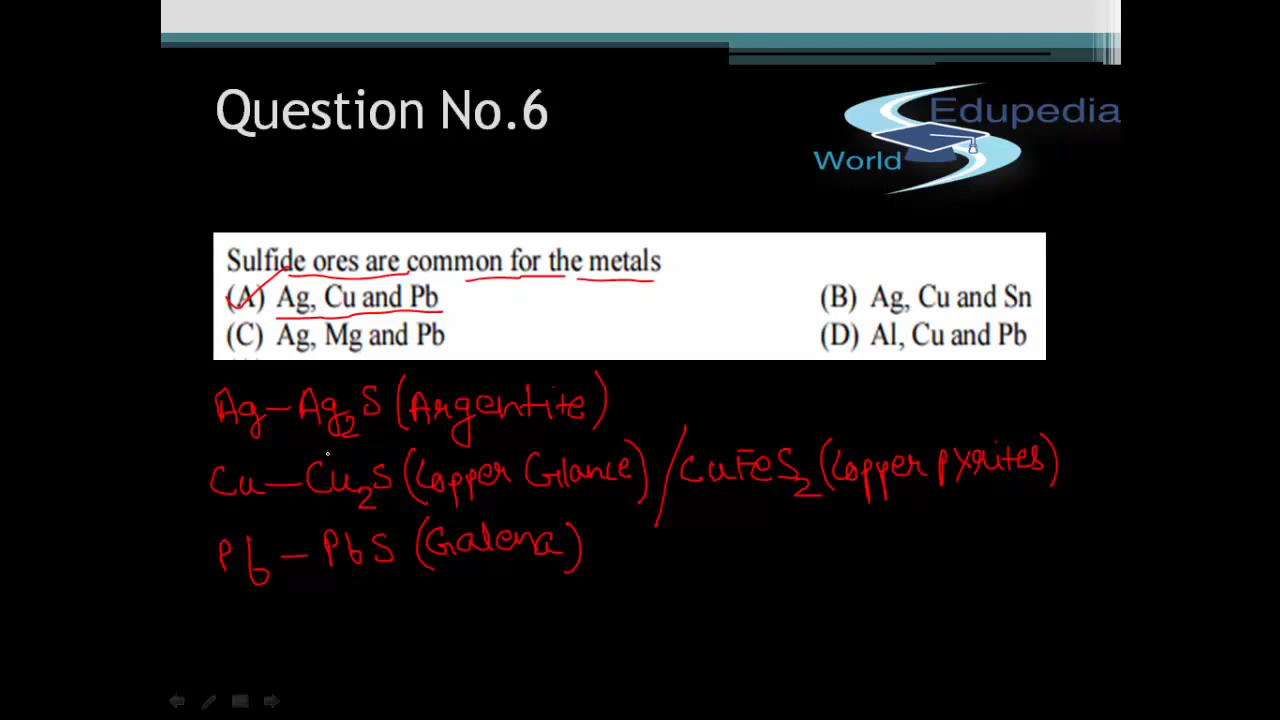 Question No.6
Edupedia
World
Sulfide ores are common for the metals
(A) Ag, Cu and Pb (B) Ag, Cu and Sn
(C) Ag, Mg and Pb (D) Al, Cu and Pb
Ag – Ag2S (Argentite)
Cu – Cu2S (Copper Glance) / CuFeS2 (Copper pyrites)
Pb – PbS (Galena)